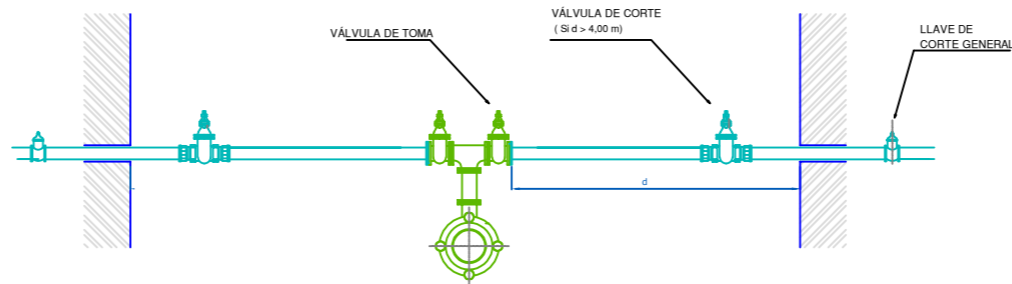 VÁLVULA DE TOMA
VÁLVULA DE CORTE
( Si d > 4,00 m)
LLAVE DE
CORTE GENERAL
d